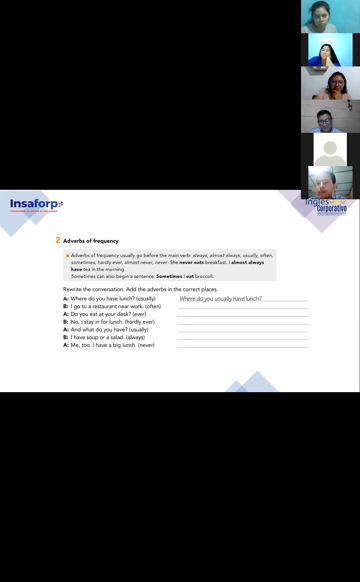 Insaforp
Inglés
Corporativo
2 Adverbs of frequency
Adverbs of frequency usually go before the main verb: always, almost always, usually, often,
sometimes, hardly ever, almost never, never: She never eats breakfast. I almost always
have tea in the morning.
Sometimes can also begin a sentence: Sometimes I eat broccoli.
Rewrite the conversation. Add the adverbs in the correct places.
A: Where do you have lunch? (usually) Where do you usually have lunch?
B: I go to a restaurant near work. (often)
A: Do you eat at your desk? (ever)
B: No, I stay in for lunch. (hardly ever)
A: And what do you have? (usually)
B: I have soup or a salad. (always)
A: Me, too. I have a big lunch. (never)